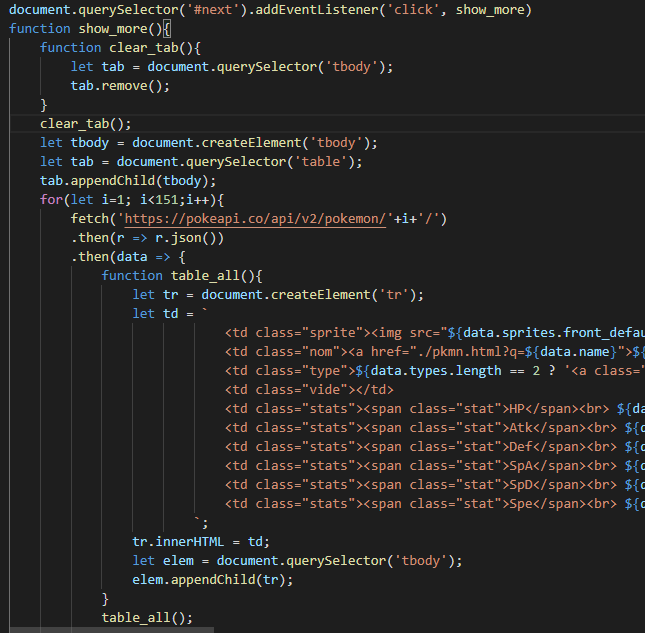 document.querySelector('#next').addEventListener('click', show_more)
function show_more(){
    function clear_tab(){
        let tab = document.querySelector('tbody');
        tab.remove();
    }
    clear_tab();
    let tbody = document.createElement('tbody');
    let tab = document.querySelector('table');
    tab.appendChild(tbody);
    for(let i=1; i<151;i++){
        fetch('https://pokeapi.co/api/v2/pokemon/'+i+'/')
        .then(r => r.json())
        .then(data => {
            function table_all(){
                let tr = document.createElement('tr');
                let td = `
                            <td class="sprite"><img src="${data.sprites.front_defau
                            <td class="nom"><a href="./pkmn.html?q=${data.name}">${
                            <td class="type">${data.types.length == 2 ? '<a class="
                            <td class="vide"></td>
                            <td class="stats"><span class="stat">HP</span><br> ${da
                            <td class="stats"><span class="stat">Atk</span><br> ${d
                            <td class="stats"><span class="stat">Def</span><br> ${d
                            <td class="stats"><span class="stat">SpA</span><br> ${d
                            <td class="stats"><span class="stat">SpD</span><br> ${d
                            <td class="stats"><span class="stat">Spe</span><br> ${d
                        `;
                tr.innerHTML = td;
                let elem = document.querySelector('tbody');
                elem.appendChild(tr);
            }
            table_all();